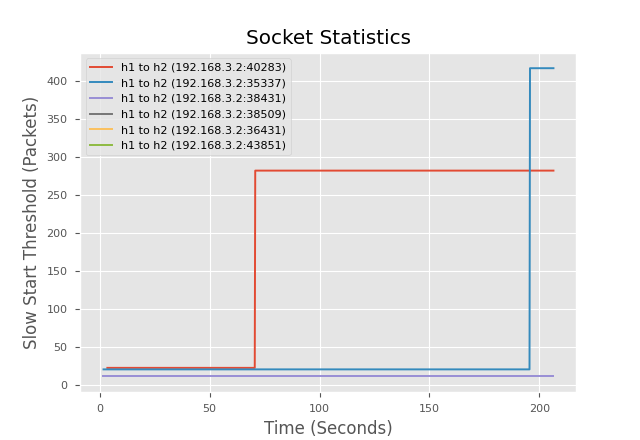 Socket Statistics
h1 to h2 (192.168.3.2:40283)
h1 to h2 (192.168.3.2:35337)
h1 to h2 (192.168.3.2:38431)
h1 to h2 (192.168.3.2:38509)
h1 to h2 (192.168.3.2:36431)
h1 to h2 (192.168.3.2:43851)
Slow Start Threshold (Packets)
400
350
300
250
200
150
100
50
0
0 50 100 150 200
Time (Seconds)